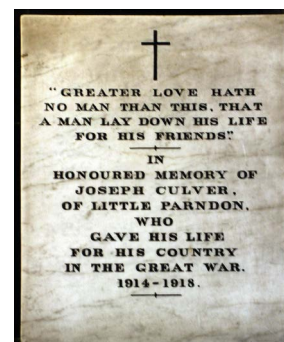 "GREATER LOVE HATH
NO MAN THAN THIS, THAT
A MAN LAY DOWN HIS LIFE
FOR HIS FRIENDS."
IN
HONOURED MEMORY OF
JOSEPH CULVER,
OF LITTLE PARNDON,
WHO
GAVE HIS LIFE
FOR HIS COUNTRY
IN THE GREAT WAR.
1914-1918.